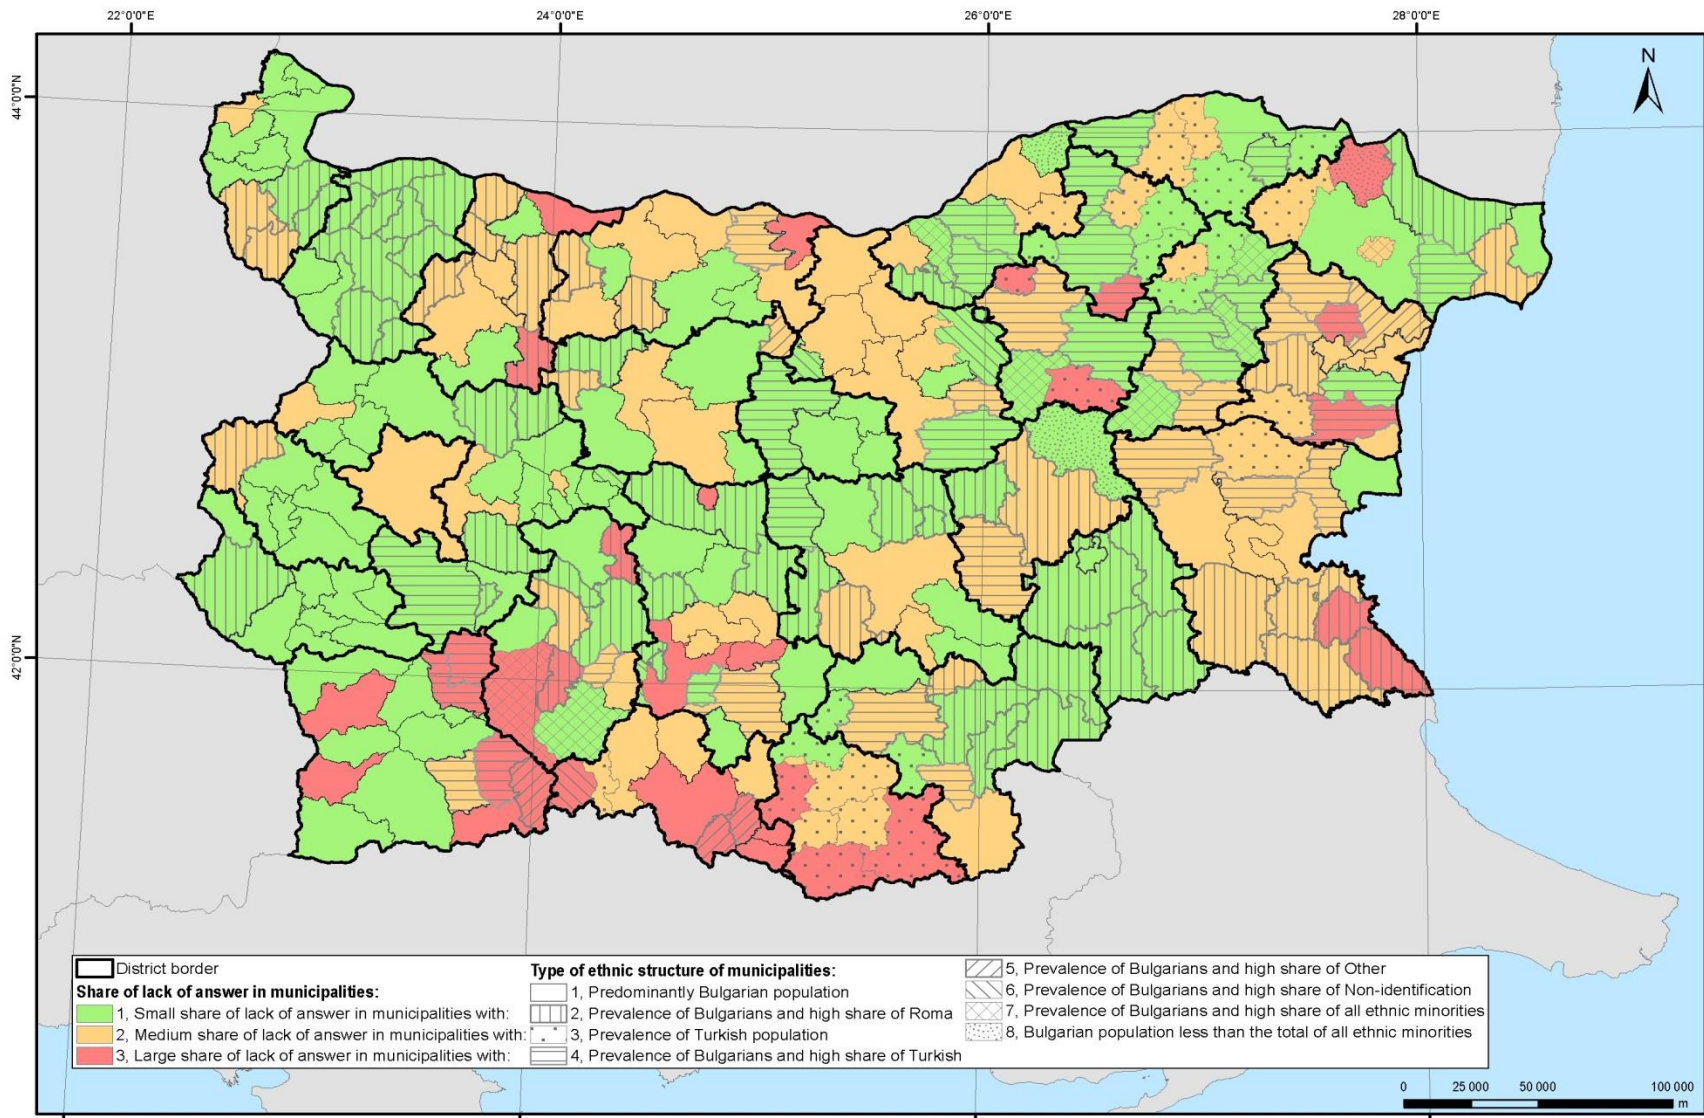 22°0'0"E 24°0'0"E 26°0'0"E 28°0'0"E
44°0'0"N
42°0'0"N
N
District border
Share of lack of answer in municipalities:
1, Small share of lack of answer in municipalities with:
2, Medium share of lack of answer in municipalities with:
3, Large share of lack of answer in municipalities with:
Type of ethnic structure of municipalities:
1, Predominantly Bulgarian population
2, Prevalence of Bulgarians and high share of Roma
3, Prevalence of Turkish population
4, Prevalence of Bulgarians and high share of Turkish
5, Prevalence of Bulgarians and high share of Other
6, Prevalence of Bulgarians and high share of Non-identification
7, Prevalence of Bulgarians and high share of all ethnic minorities
8, Bulgarian population less than the total of all ethnic minorities
0 25 000 50 000 100 000
m